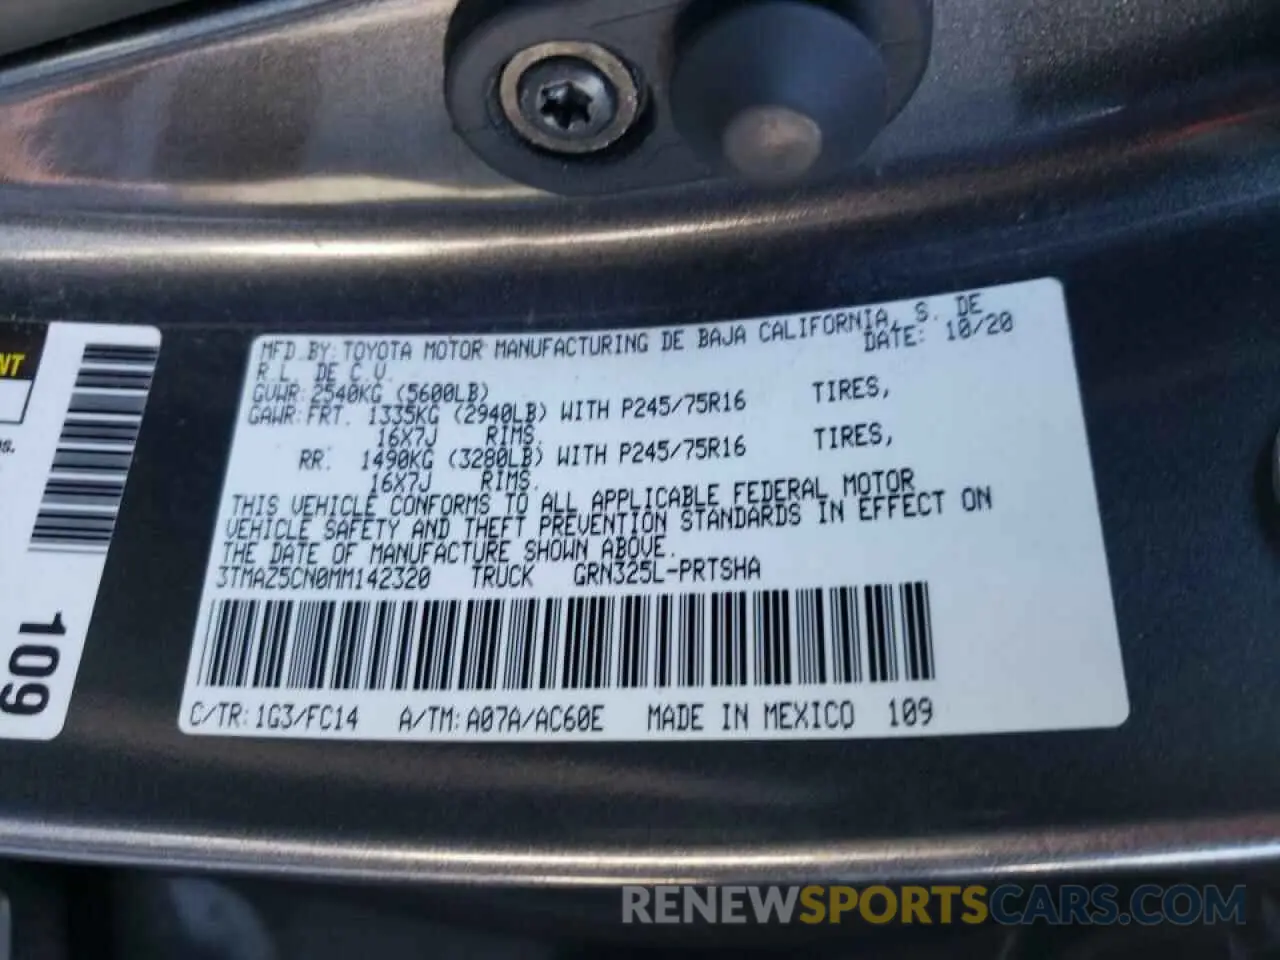 MFD. BY: TOYOTA MOTOR MANUFACTURING DE BAJA CALIFORNIA, S. DE
R.L. DE C.V. DATE: 10/20
GVWR: 2540KG (5600LB)
GAWR: FRT. 1335KG (2940LB) WITH P245/75R16 TIRES,
16X7J RIMS.
RR. 1490KG (3280LB) WITH P245/75R16 TIRES,
16X7J RIMS.
THIS VEHICLE CONFORMS TO ALL APPLICABLE FEDERAL MOTOR
VEHICLE SAFETY AND THEFT PREVENTION STANDARDS IN EFFECT ON
THE DATE OF MANUFACTURE SHOWN ABOVE.
3TMAZ5CN0MM142320 TRUCK GRN325L-PRTSHA
C/TR: 1G3/FC14 A/TM: A07A/AC60E MADE IN MEXICO 109
109
RENEWSPORTSCARS.COM